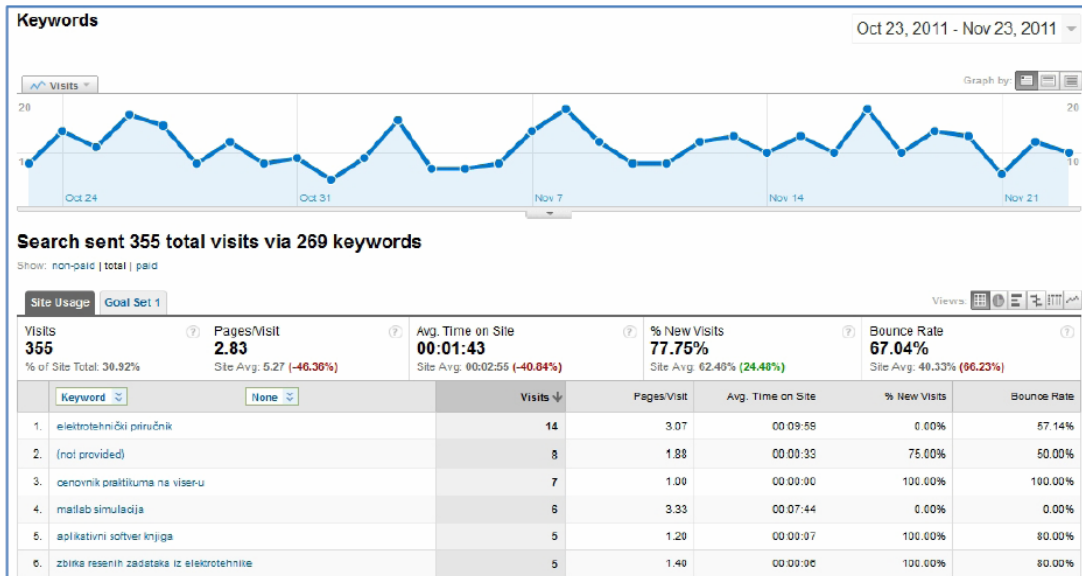 Keywords
Oct 23, 2011 - Nov 23, 2011
Visits
Graph by:
20 20
10 10
Oct 24 Oct 31 Nov 7 Nov 14 Nov 21
Search sent 355 total visits via 269 keywords
Show: non-paid | total | paid
Site Usage Goal Set 1 Views:
Visits Pages/Visit Avg. Time on Site % New Visits Bounce Rate
355 2.83 00:01:43 77.75% 67.04%
% of Site Total: 30.92% Site Avg: 5.27 (-46.36%) Site Avg: 00:02:55 (-40.84%) Site Avg: 62.46% (24.48%) Site Avg: 40.33% (66.23%)
Keyword None Visits Pages/Visit Avg. Time on Site % New Visits Bounce Rate
1. elektrotehnički priručnik 14 3.07 00:09:59 0.00% 57.14%
2. (not provided) 8 1.88 00:00:33 75.00% 50.00%
3. cenovnik praktikuma na viser-u 7 1.00 00:00:00 100.00% 100.00%
4. matlab simulacija 6 3.33 00:07:44 0.00% 0.00%
5. aplikativni softver knjiga 5 1.20 00:00:07 100.00% 80.00%
6. zbirka resenih zadataka iz elektrotehnike 5 1.40 00:00:06 100.00% 80.00%